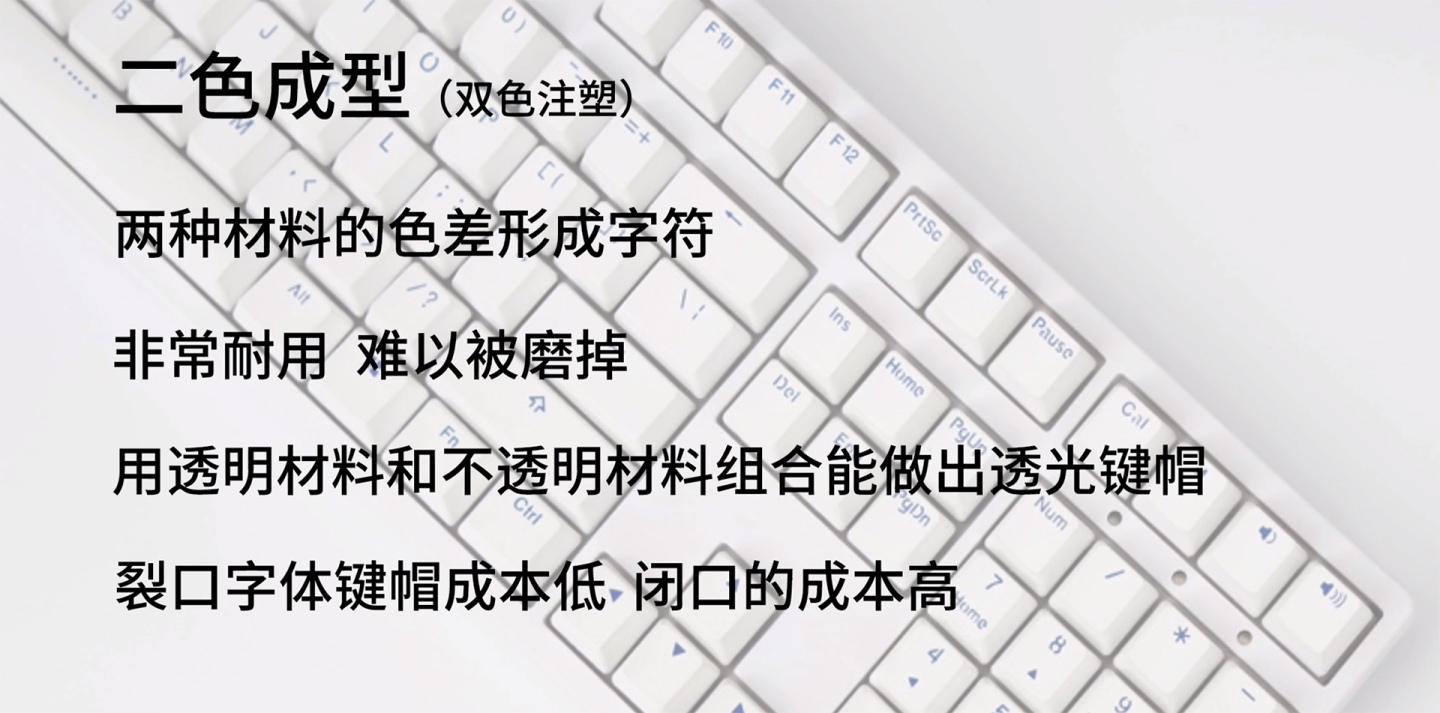 二色成型（双色注塑）
两种材料的色差形成字符
非常耐用 难以被磨掉
用透明材料和不透明材料组合能做出透光键帽
裂口字体键帽成本低 闭口的成本高
F10
F11
F12
PrtSc
ScrLk
Pause
Ins
Home
PgUp
Del
PgDn
Cal
Num
Alt
Fn
Ctrl
J
L
M
N
O
P
0 )
= +
[ {
/ ?
\ |
7
Home
8
4
9
/
*